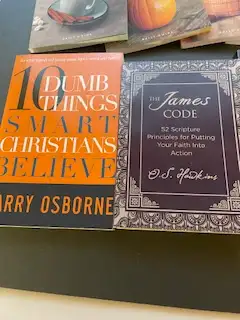 10 DUMB
THINGS
SMART
CHRISTIANS
BELIEVE
ARRY OSBORNE
THE
James
CODE
52 Scripture
Principles for Putting
Your Faith Into
Action
O.S. Hawkins